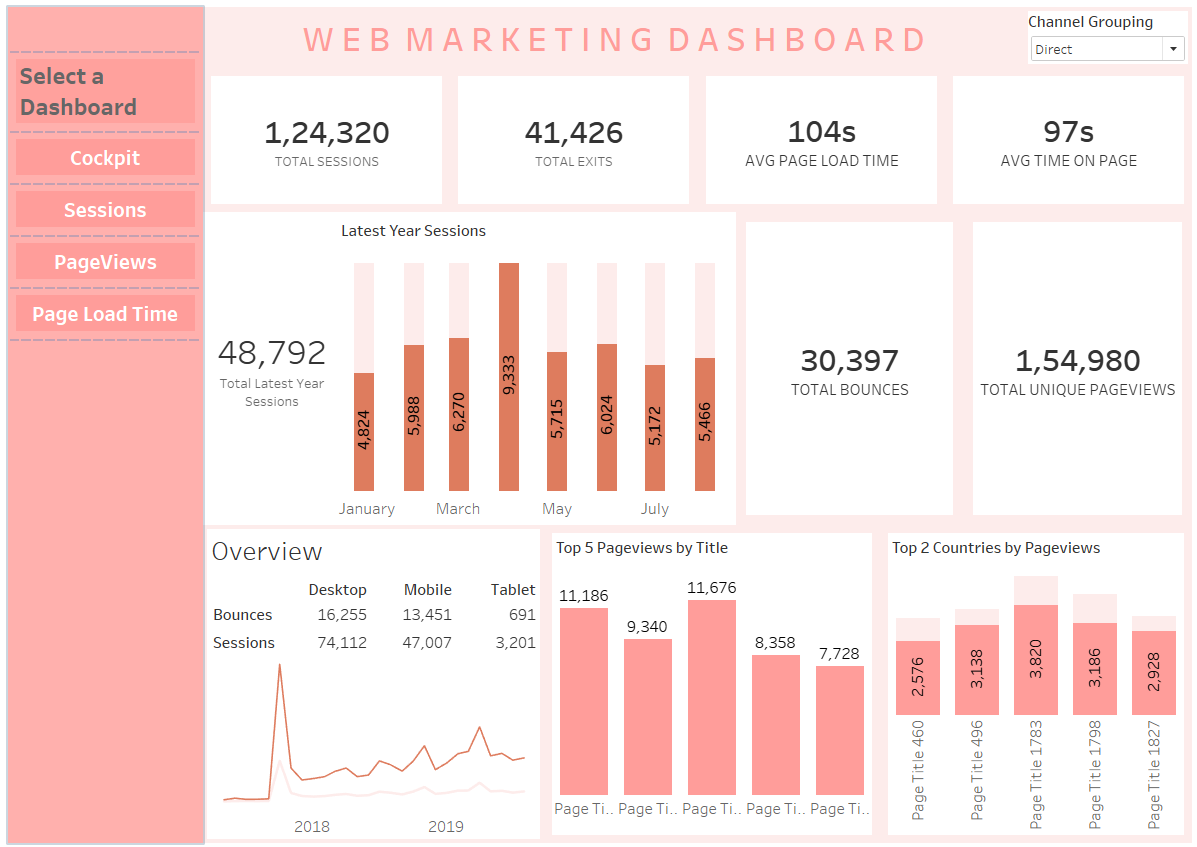 WEB MARKETING DASHBOARD
Channel Grouping
Direct
Select a
Dashboard
Cockpit
Sessions
PageViews
Page Load Time
1,24,320
TOTAL SESSIONS
41,426
TOTAL EXITS
104s
AVG PAGE LOAD TIME
97s
AVG TIME ON PAGE
Latest Year Sessions
48,792
Total Latest Year
Sessions
4,824
5,988
6,270
9,333
5,715
6,024
5,172
5,466
January March May July
30,397
TOTAL BOUNCES
1,54,980
TOTAL UNIQUE PAGEVIEWS
Overview
Desktop Mobile Tablet
Bounces 16,255 13,451 691
Sessions 74,112 47,007 3,201
2018 2019
Top 5 Pageviews by Title
11,186
9,340
11,676
8,358
7,728
Page Ti.. Page Ti.. Page Ti.. Page Ti.. Page Ti..
Top 2 Countries by Pageviews
2,576
3,138
3,820
3,186
2,928
Page Title 460
Page Title 496
Page Title 1783
Page Title 1798
Page Title 1827